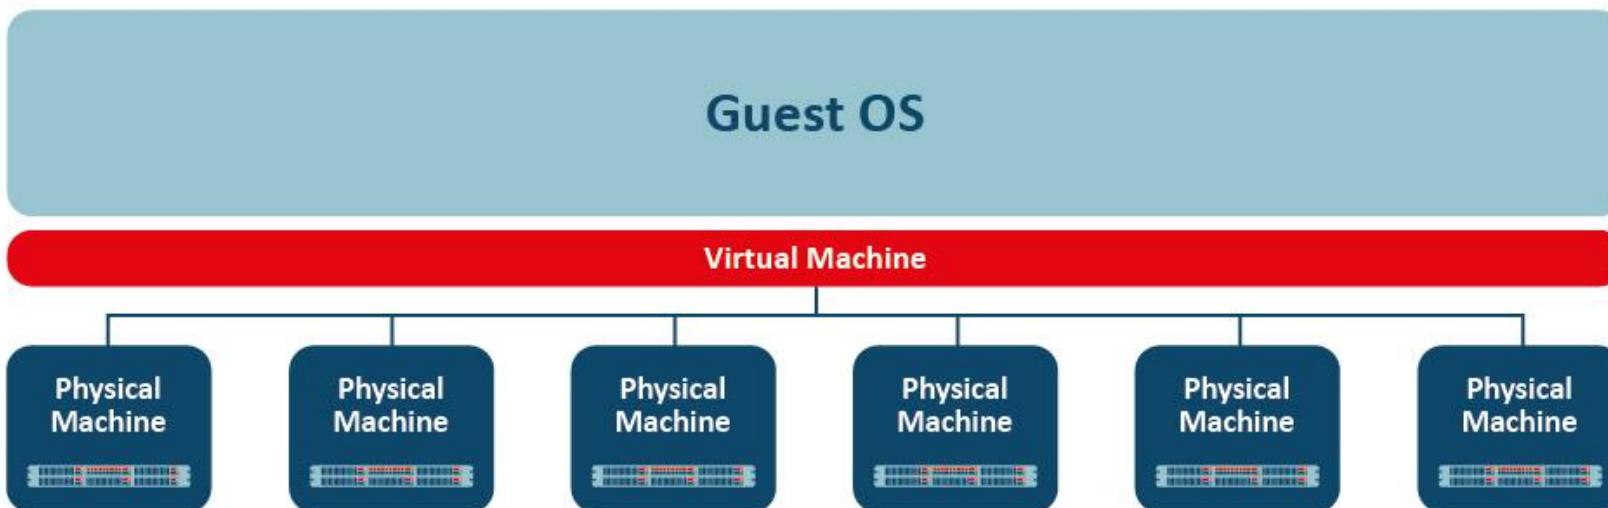 Guest OS
Virtual Machine
Physical
Machine
Physical
Machine
Physical
Machine
Physical
Machine
Physical
Machine
Physical
Machine